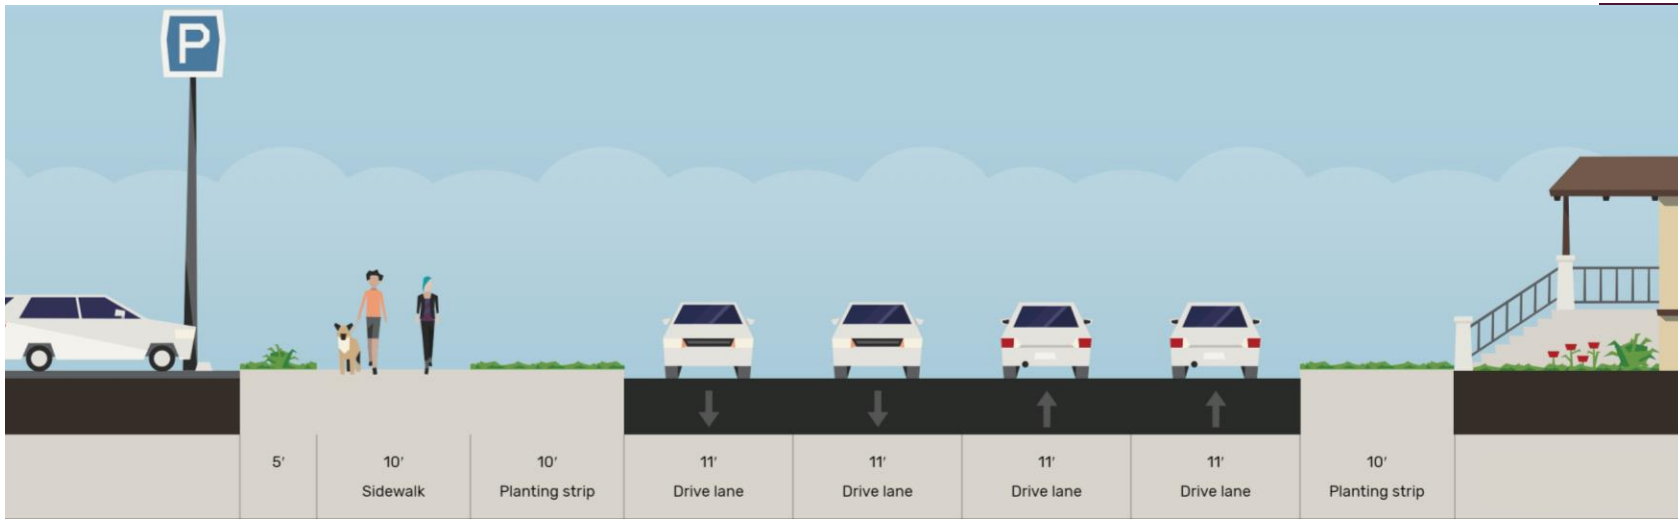 P
5′
10′
Sidewalk
10′
Planting strip
11′
Drive lane
11′
Drive lane
11′
Drive lane
11′
Drive lane
10′
Planting strip